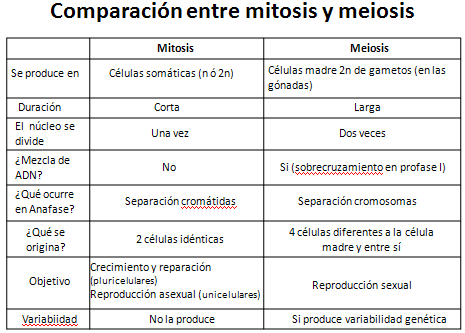 Comparación entre mitosis y meiosis
Mitosis
Meiosis
Se produce en
Células somáticas (n ó 2n)
Células madre 2n de gametos (en las
gónadas)
Duración
Corta
Larga
El núcleo se
divide
Una vez
Dos veces
¿Mezcla de
ADN?
No
Si (sobrecruzamiento en profase I)
¿Qué ocurre
en Anafase?
Separación cromátidas
Separación cromosomas
¿Qué se
origina?
2 células idénticas
4 células diferentes a la célula
madre y entre sí
Objetivo
Crecimiento y reparación
(pluricelulares)
Reproducción asexual (unicelulares)
Reproducción sexual
Variabiidad
No la produce
Si produce variabilidad genética